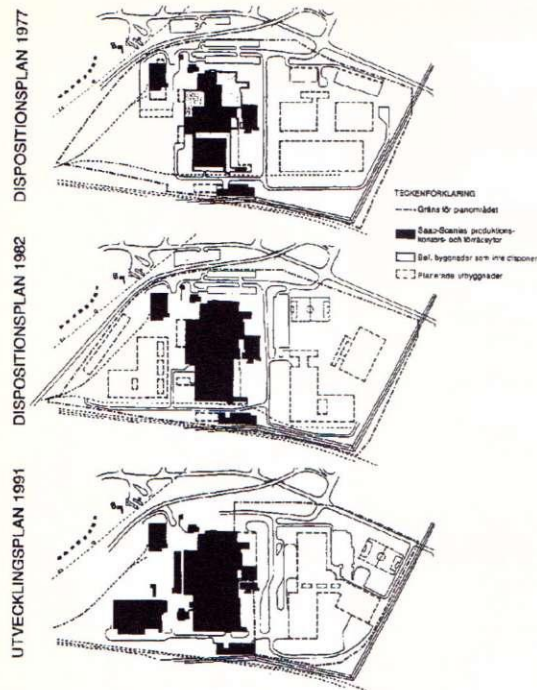 DISPOSITIONSPLAN 1977
TECKENFÖRKLARING
Gräns för planområdet
Saab-Scanias produktions-
kontors- och förrådsytor
Bef. byggnader som inte disponer
Planerade utbyggnader
DISPOSITIONSPLAN 1982
UTVECKLINGSPLAN 1991